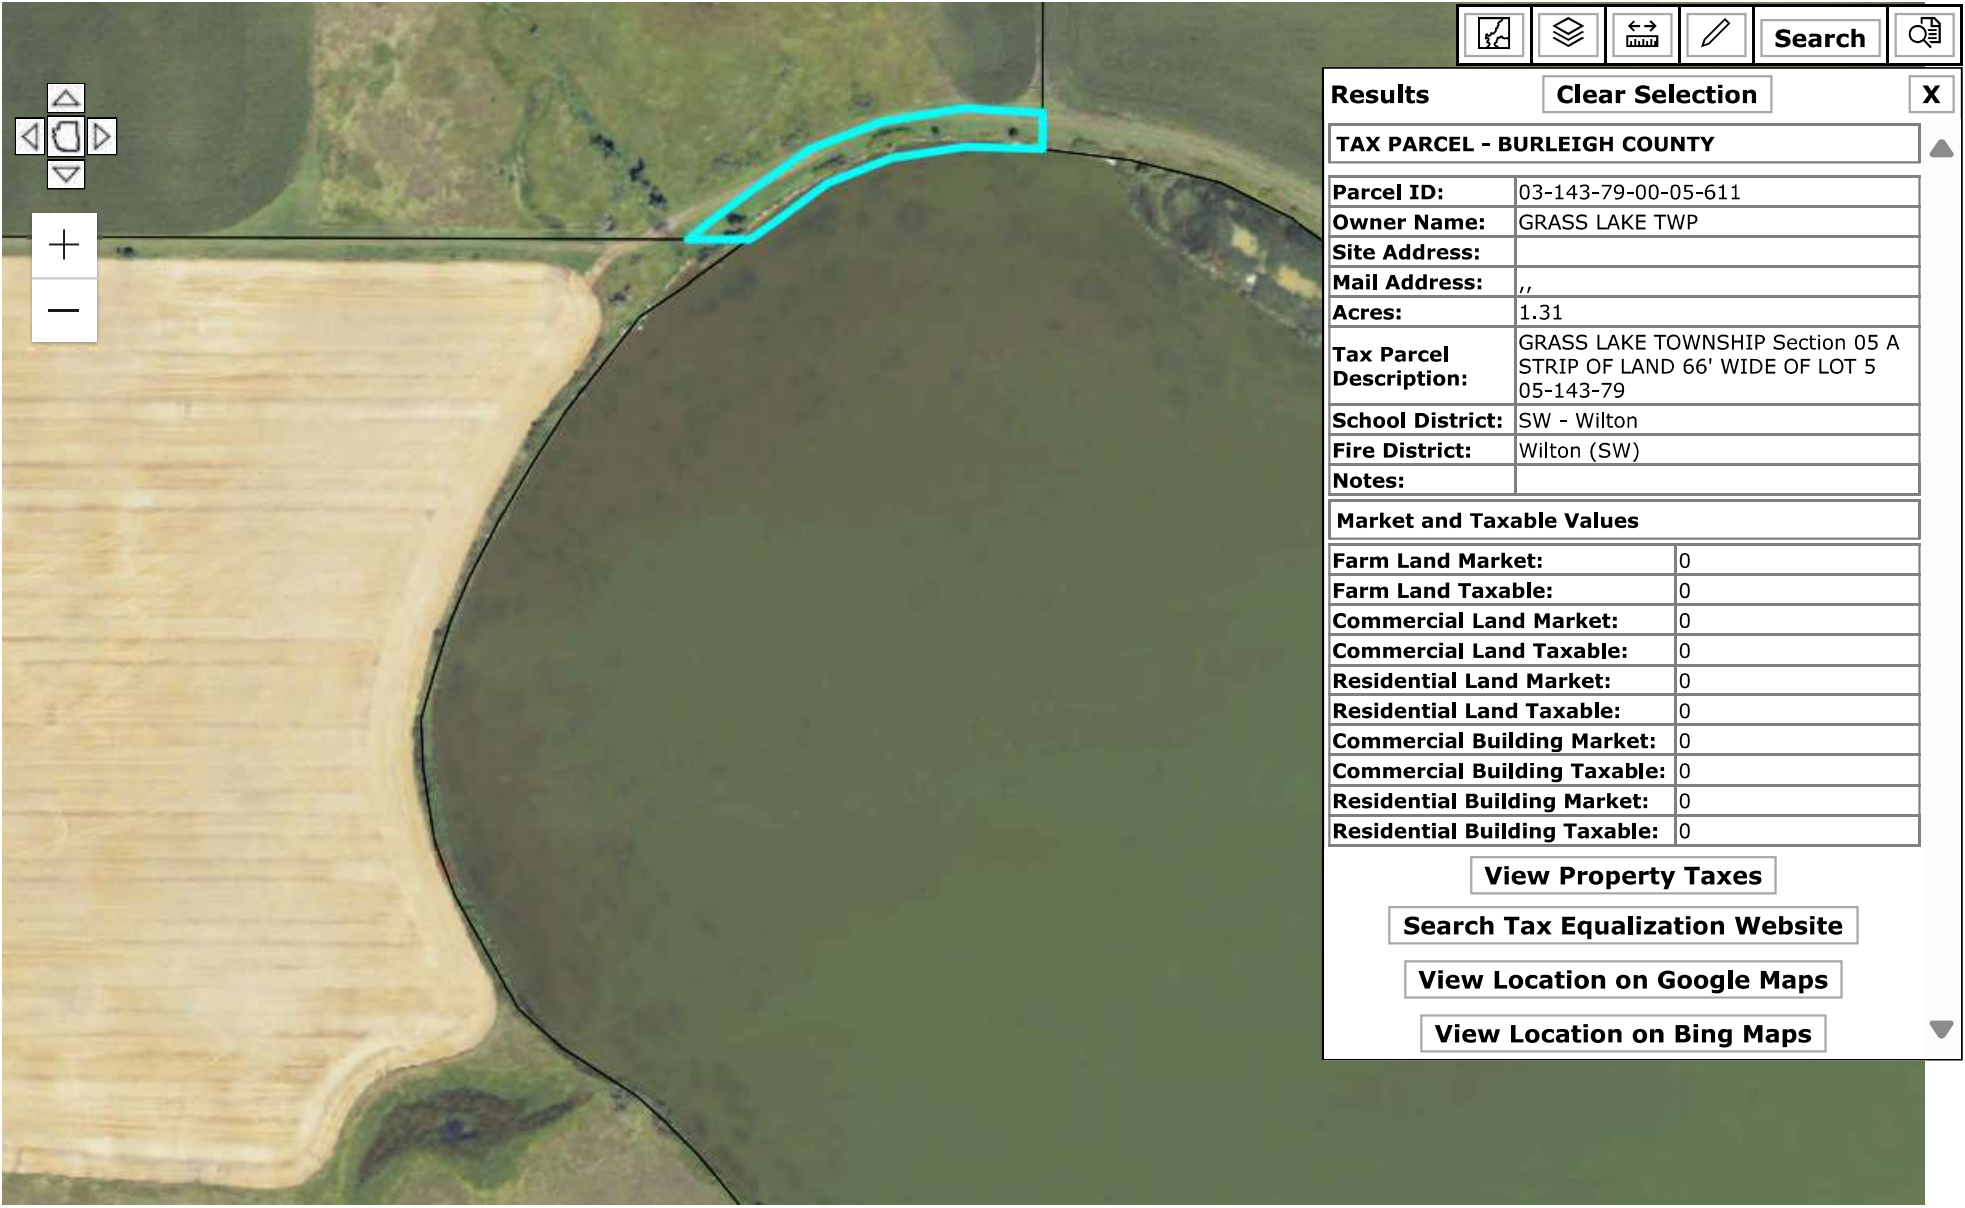 Search
Results
Clear Selection
X
TAX PARCEL - BURLEIGH COUNTY
Parcel ID: 03-143-79-00-05-611
Owner Name: GRASS LAKE TWP
Site Address:
Mail Address: ,,
Acres: 1.31
Tax Parcel Description: GRASS LAKE TOWNSHIP Section 05 A
STRIP OF LAND 66' WIDE OF LOT 5
05-143-79
School District: SW - Wilton
Fire District: Wilton (SW)
Notes:
Market and Taxable Values
Farm Land Market: 0
Farm Land Taxable: 0
Commercial Land Market: 0
Commercial Land Taxable: 0
Residential Land Market: 0
Residential Land Taxable: 0
Commercial Building Market: 0
Commercial Building Taxable: 0
Residential Building Market: 0
Residential Building Taxable: 0
View Property Taxes
Search Tax Equalization Website
View Location on Google Maps
View Location on Bing Maps